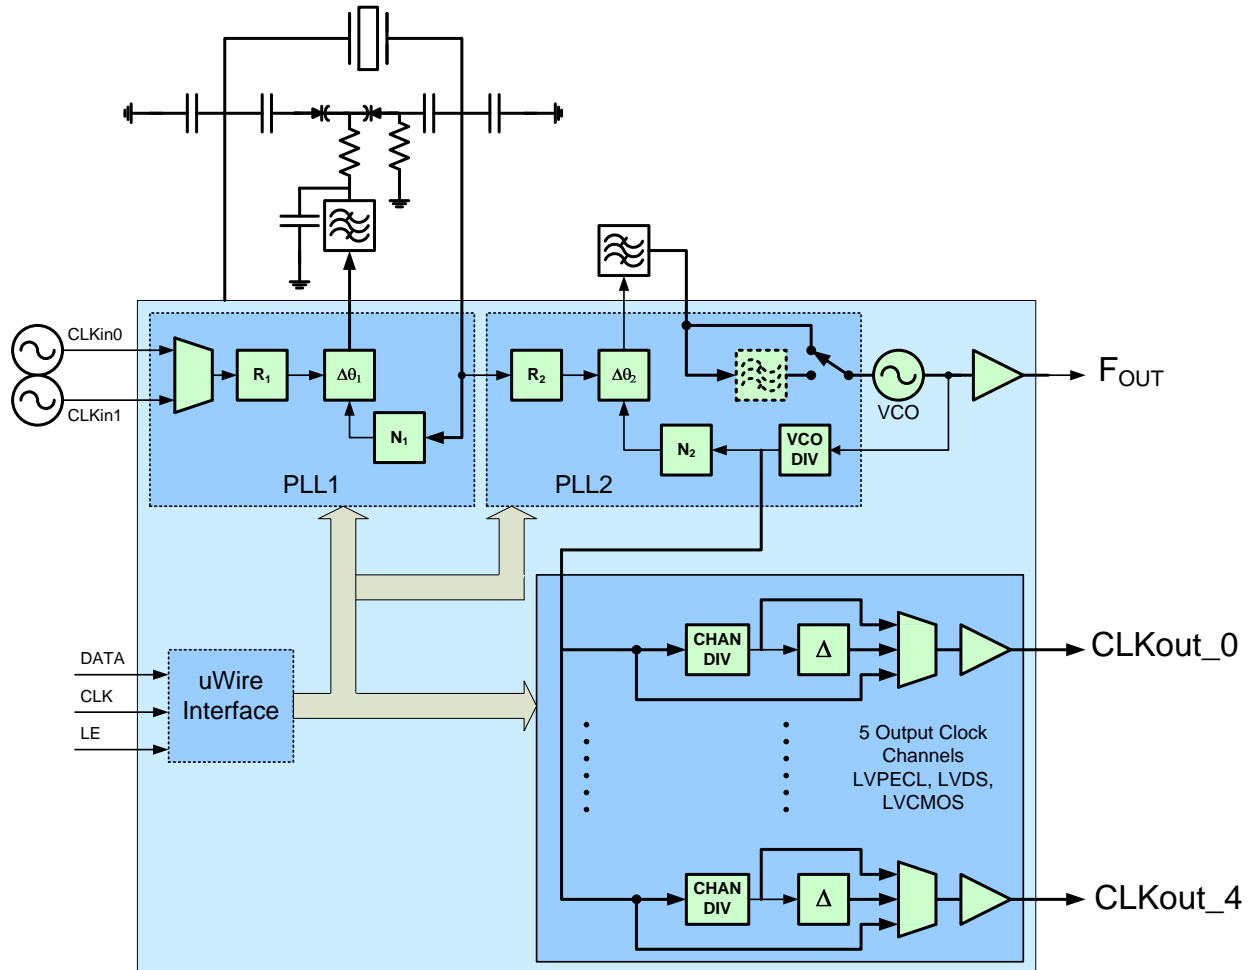 CLKin0
CLKin1
R₁
Δθ₁
N₁
PLL1
R₂
Δθ₂
N₂
PLL2
VCO
DIV
VCO
F_OUT
DATA
CLK
LE
uWire
Interface
CHAN
DIV
Δ
CLKout_0
5 Output Clock
Channels
LVPECL, LVDS,
LVCMOS
CHAN
DIV
Δ
CLKout_4